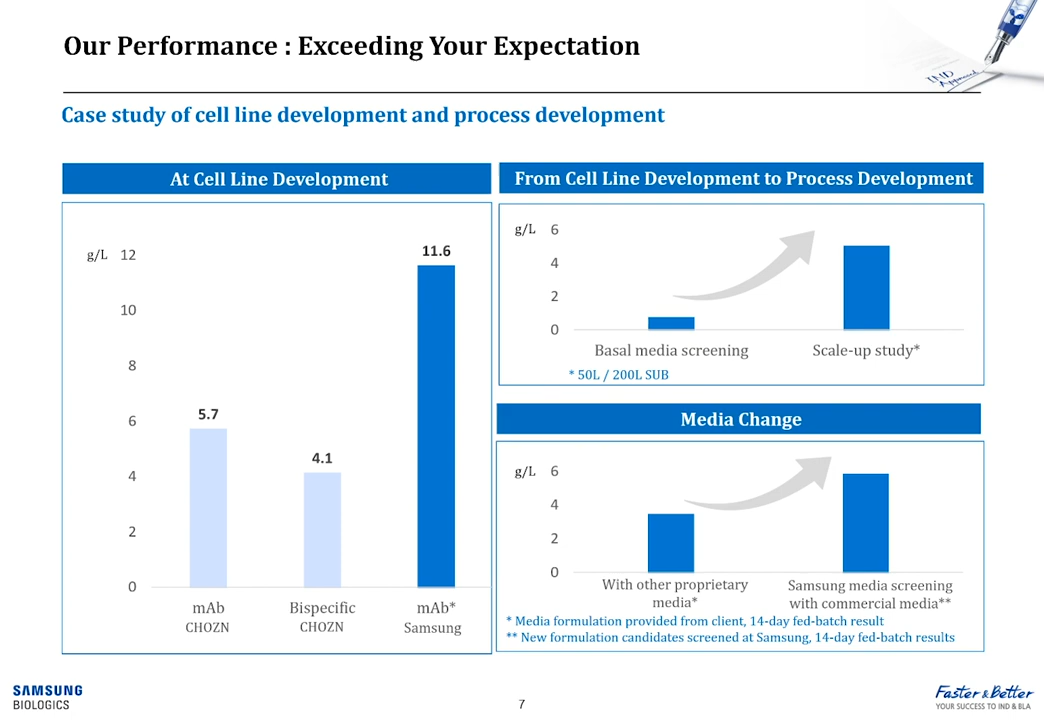 Our Performance : Exceeding Your Expectation
IND
Approved
Case study of cell line development and process development
At Cell Line Development
g/L
12
10
8
6
4
2
0
5.7
4.1
11.6
mAb
CHOZN
Bispecific
CHOZN
mAb*
Samsung
From Cell Line Development to Process Development
g/L
6
4
2
0
Basal media screening
Scale-up study*
* 50L / 200L SUB
Media Change
g/L
6
4
2
0
With other proprietary
media*
Samsung media screening
with commercial media**
* Media formulation provided from client, 14-day fed-batch result
** New formulation candidates screened at Samsung, 14-day fed-batch results
SAMSUNG
BIOLOGICS
7
Faster & Better
YOUR SUCCESS TO IND & BLA